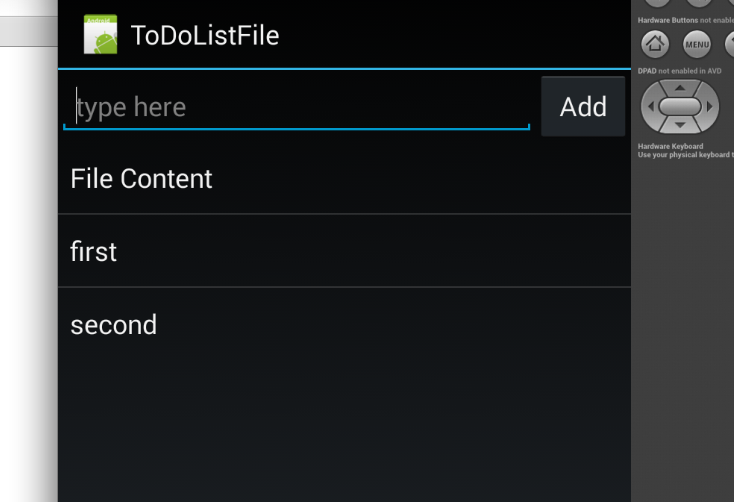 Android
ToDoListFile
type here
Add
File Content
first
second
Hardware Buttons not enable
MENU
DPAD not enabled in AVD
Hardware Keyboard
Use your physical keyboard t